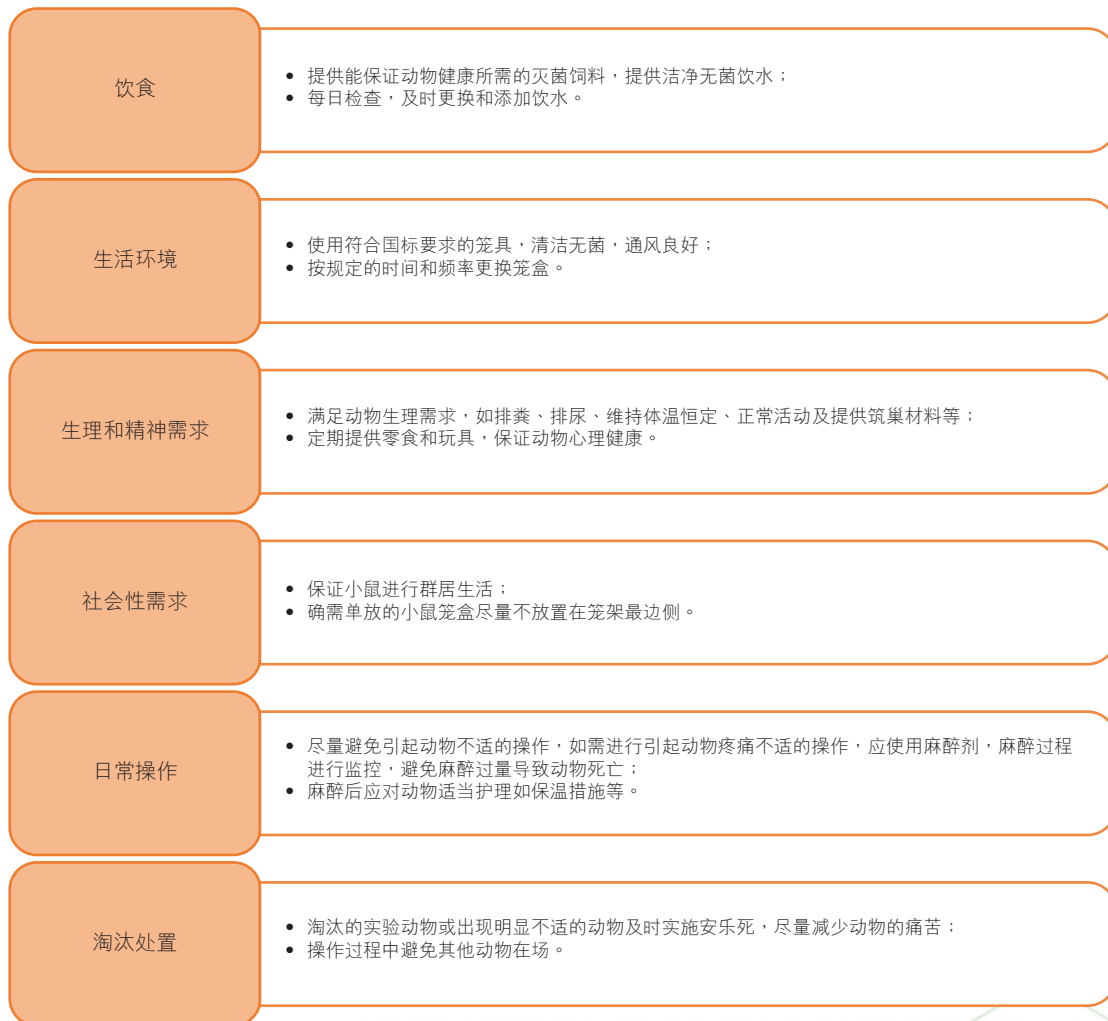 饮食
• 提供能保证动物健康所需的灭菌饲料，提供洁净无菌饮水；
• 每日检查，及时更换和添加饮水。
生活环境
• 使用符合国标要求的笼具，清洁无菌，通风良好；
• 按规定的时间和频率更换笼盒。
生理和精神需求
• 满足动物生理需求，如排粪、排尿、维持体温恒定、正常活动及提供筑巢材料等；
• 定期提供零食和玩具，保证动物心理健康。
社会性需求
• 保证小鼠进行群居生活；
• 确需单放的小鼠笼盒尽量不放置在笼架最边侧。
日常操作
• 尽量避免引起动物不适的操作，如需进行引起动物疼痛不适的操作，应使用麻醉剂，麻醉过程
进行监控，避免麻醉过量导致动物死亡；
• 麻醉后应对动物适当护理如保温措施等。
淘汰处置
• 淘汰的实验动物或出现明显不适的动物及时实施安乐死，尽量减少动物的痛苦；
• 操作过程中避免其他动物在场。